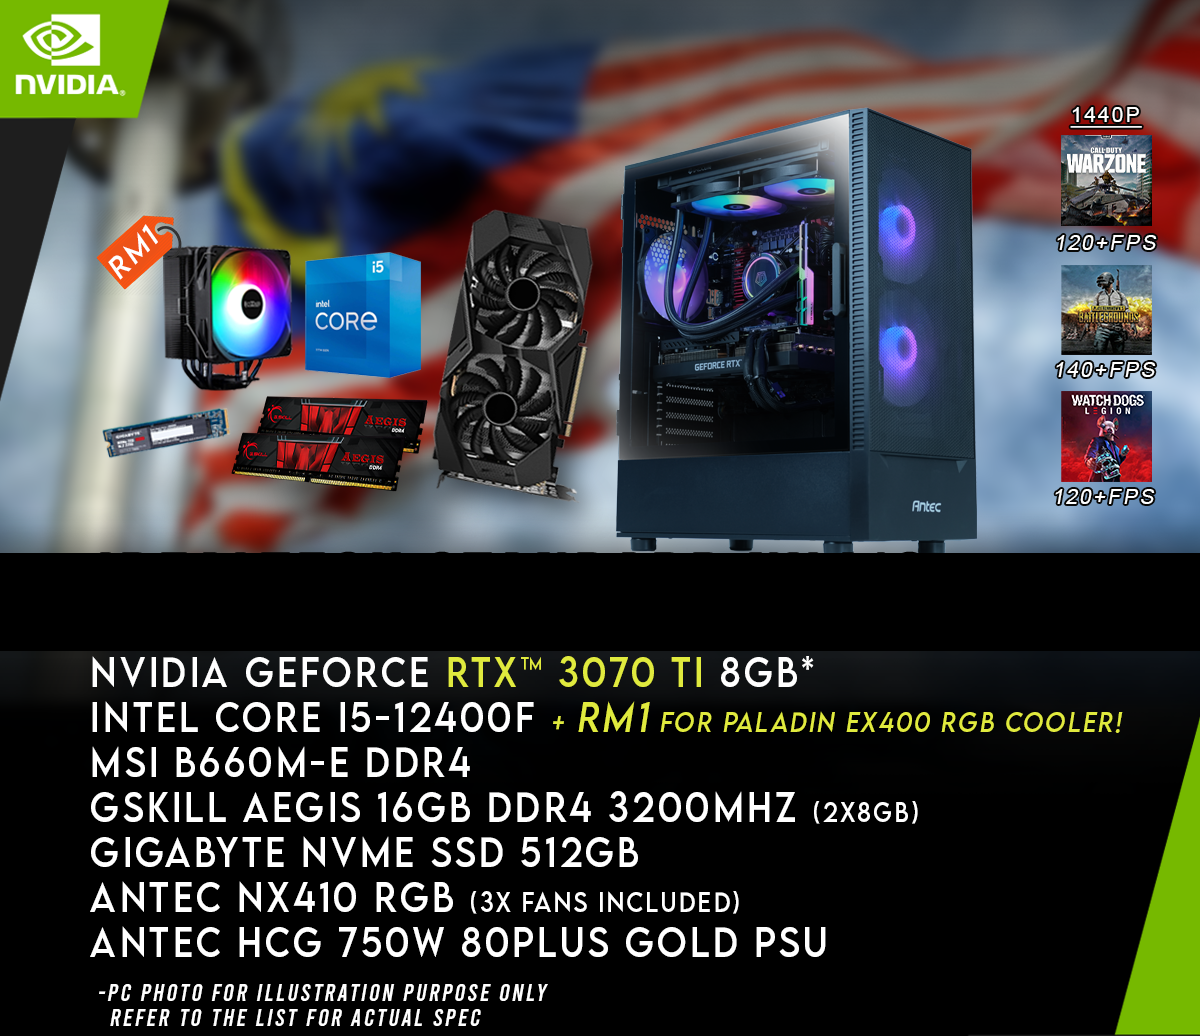 NVIDIA.
1440P
CALL OF DUTY
WARZONE
120+FPS
BATTLEGROUNDS
140+FPS
WATCH DOGS
LEGION
120+FPS
RM1
i5
intel
CORE
GEFORCE RTX
GIGABYTE
AEGIS
DDR4
AEGIS
DDR4
Antec
NVIDIA GEFORCE RTX™ 3070 TI 8GB*
INTEL CORE I5-12400F + RM1 FOR PALADIN EX400 RGB COOLER!
MSI B660M-E DDR4
GSKILL AEGIS 16GB DDR4 3200MHZ (2X8GB)
GIGABYTE NVME SSD 512GB
ANTEC NX410 RGB (3X FANS INCLUDED)
ANTEC HCG 750W 80PLUS GOLD PSU
-PC PHOTO FOR ILLUSTRATION PURPOSE ONLY
REFER TO THE LIST FOR ACTUAL SPEC